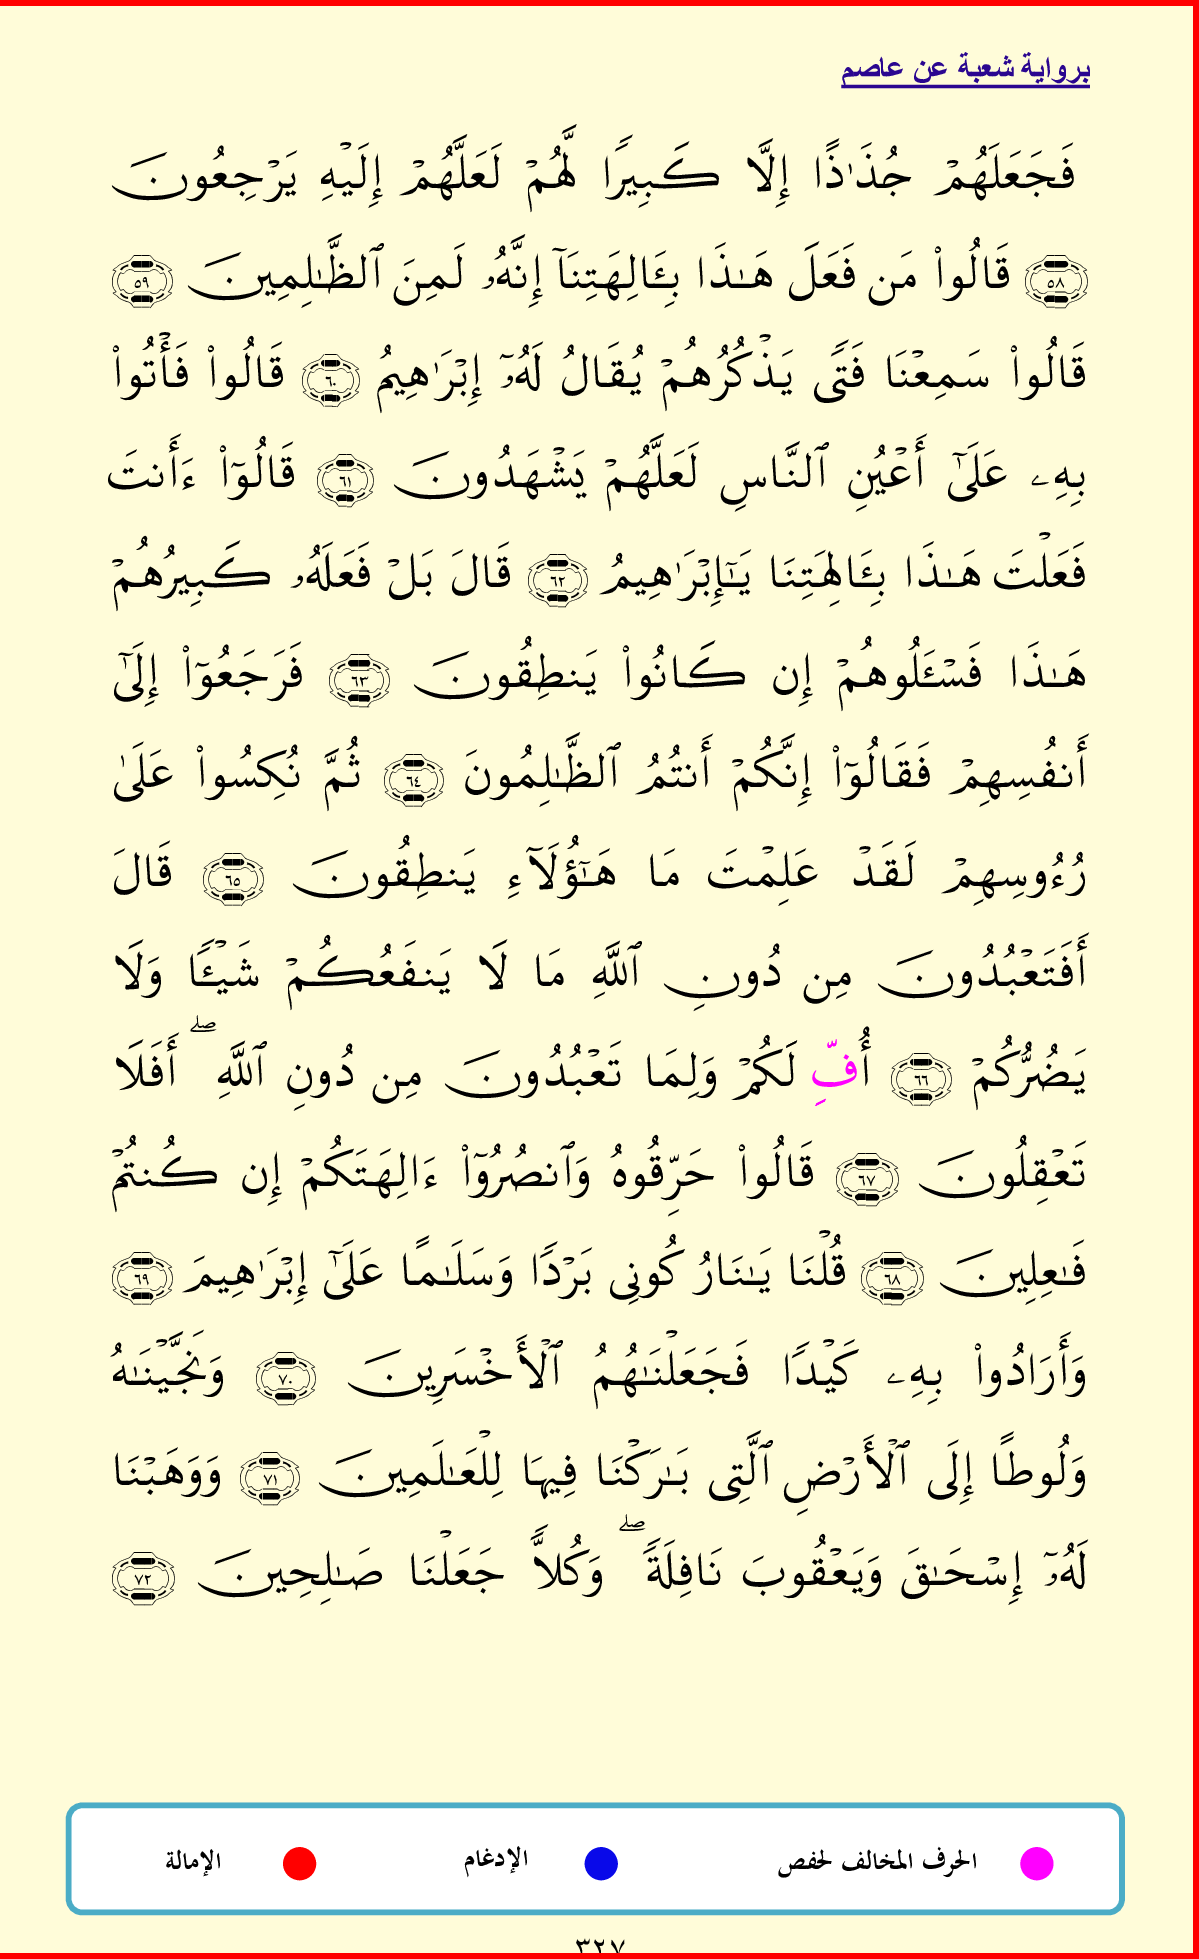 برواية شعبة عن عاصم
فَجَعَلَهُمْ جُذَٰذًا إِلَّا كَبِيرًا لَّهُمْ لَعَلَّهُمْ إِلَيْهِ يَرْجِعُونَ
٥٨ قَالُوا۟ مَن فَعَلَ هَـٰذَا بِـَٔالِهَتِنَآ إِنَّهُۥ لَمِنَ ٱلظَّـٰلِمِينَ ٥٩
قَالُوا۟ سَمِعْنَا فَتًى يَذْكُرُهُمْ يُقَالُ لَهُۥٓ إِبْرَٰهِيمُ ٦٠ قَالُوا۟ فَأْتُوا۟
بِهِۦ عَلَىٰٓ أَعْيُنِ ٱلنَّاسِ لَعَلَّهُمْ يَشْهَدُونَ ٦١ قَالُوٓا۟ ءَأَنتَ
فَعَلْتَ هَـٰذَا بِـَٔالِهَتِنَا يَـٰٓإِبْرَٰهِيمُ ٦٢ قَالَ بَلْ فَعَلَهُۥ كَبِيرُهُمْ
هَـٰذَا فَسْـَٔلُوهُمْ إِن كَانُوا۟ يَنطِقُونَ ٦٣ فَرَجَعُوٓا۟ إِلَىٰٓ
أَنفُسِهِمْ فَقَالُوٓا۟ إِنَّكُمْ أَنتُمُ ٱلظَّـٰلِمُونَ ٦٤ ثُمَّ نُكِسُوا۟ عَلَىٰ
رُءُوسِهِمْ لَقَدْ عَلِمْتَ مَا هَـٰٓؤُلَآءِ يَنطِقُونَ ٦٥ قَالَ
أَفَتَعْبُدُونَ مِن دُونِ ٱللَّهِ مَا لَا يَنفَعُكُمْ شَيْـًٔا وَلَا
يَضُرُّكُمْ ٦٦ أُفِّ لَكُمْ وَلِمَا تَعْبُدُونَ مِن دُونِ ٱللَّهِ ۖ أَفَلَا
تَعْقِلُونَ ٦٧ قَالُوا۟ حَرِّقُوهُ وَٱنصُرُوٓا۟ ءَالِهَتَكُمْ إِن كُنتُمْ
فَـٰعِلِينَ ٦٨ قُلْنَا يَـٰنَارُ كُونِى بَرْدًا وَسَلَـٰمًا عَلَىٰٓ إِبْرَٰهِيمَ ٦٩
وَأَرَادُوا۟ بِهِۦ كَيْدًا فَجَعَلْنَـٰهُمُ ٱلْأَخْسَرِينَ ٧٠ وَنَجَّيْنَـٰهُ
وَلُوطًا إِلَى ٱلْأَرْضِ ٱلَّتِى بَـٰرَكْنَا فِيهَا لِلْعَـٰلَمِينَ ٧١ وَوَهَبْنَا
لَهُۥٓ إِسْحَـٰقَ وَيَعْقُوبَ نَافِلَةً ۖ وَكُلًّا جَعَلْنَا صَـٰلِحِينَ ٧٢
الحرف المخالف لحفص الإدغام الإمالة
٣٢٧